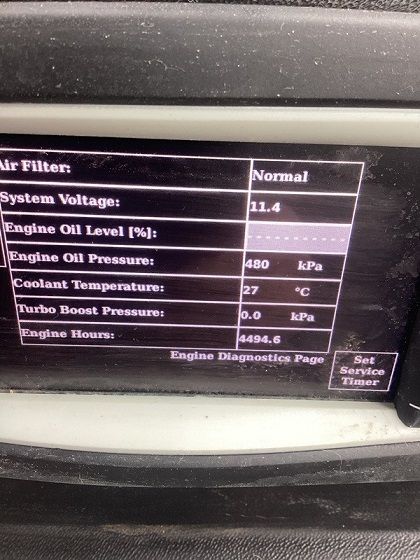 Air Filter: Normal
System Voltage: 11.4
Engine Oil Level [%]: - - - - - - - - -
Engine Oil Pressure: 480 kPa
Coolant Temperature: 27 °C
Turbo Boost Pressure: 0.0 kPa
Engine Hours: 4494.6
Engine Diagnostics Page
Set
Service
Timer